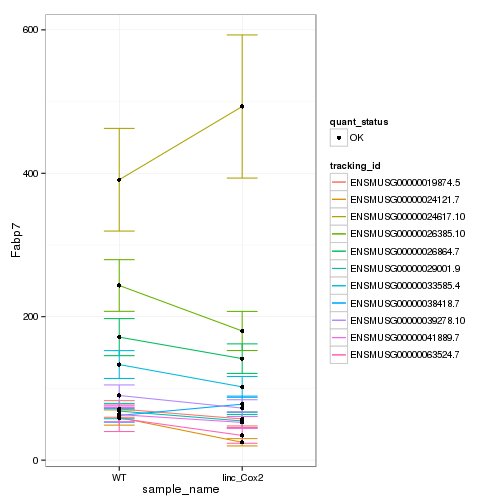 600
400
200
0
Fabp7
WT
linc_Cox2
sample_name
quant_status
OK
tracking_id
ENSMUSG00000019874.5
ENSMUSG00000024121.7
ENSMUSG00000024617.10
ENSMUSG00000026385.10
ENSMUSG00000026864.7
ENSMUSG00000029001.9
ENSMUSG00000033585.4
ENSMUSG00000038418.7
ENSMUSG00000039278.10
ENSMUSG00000041889.7
ENSMUSG00000063524.7